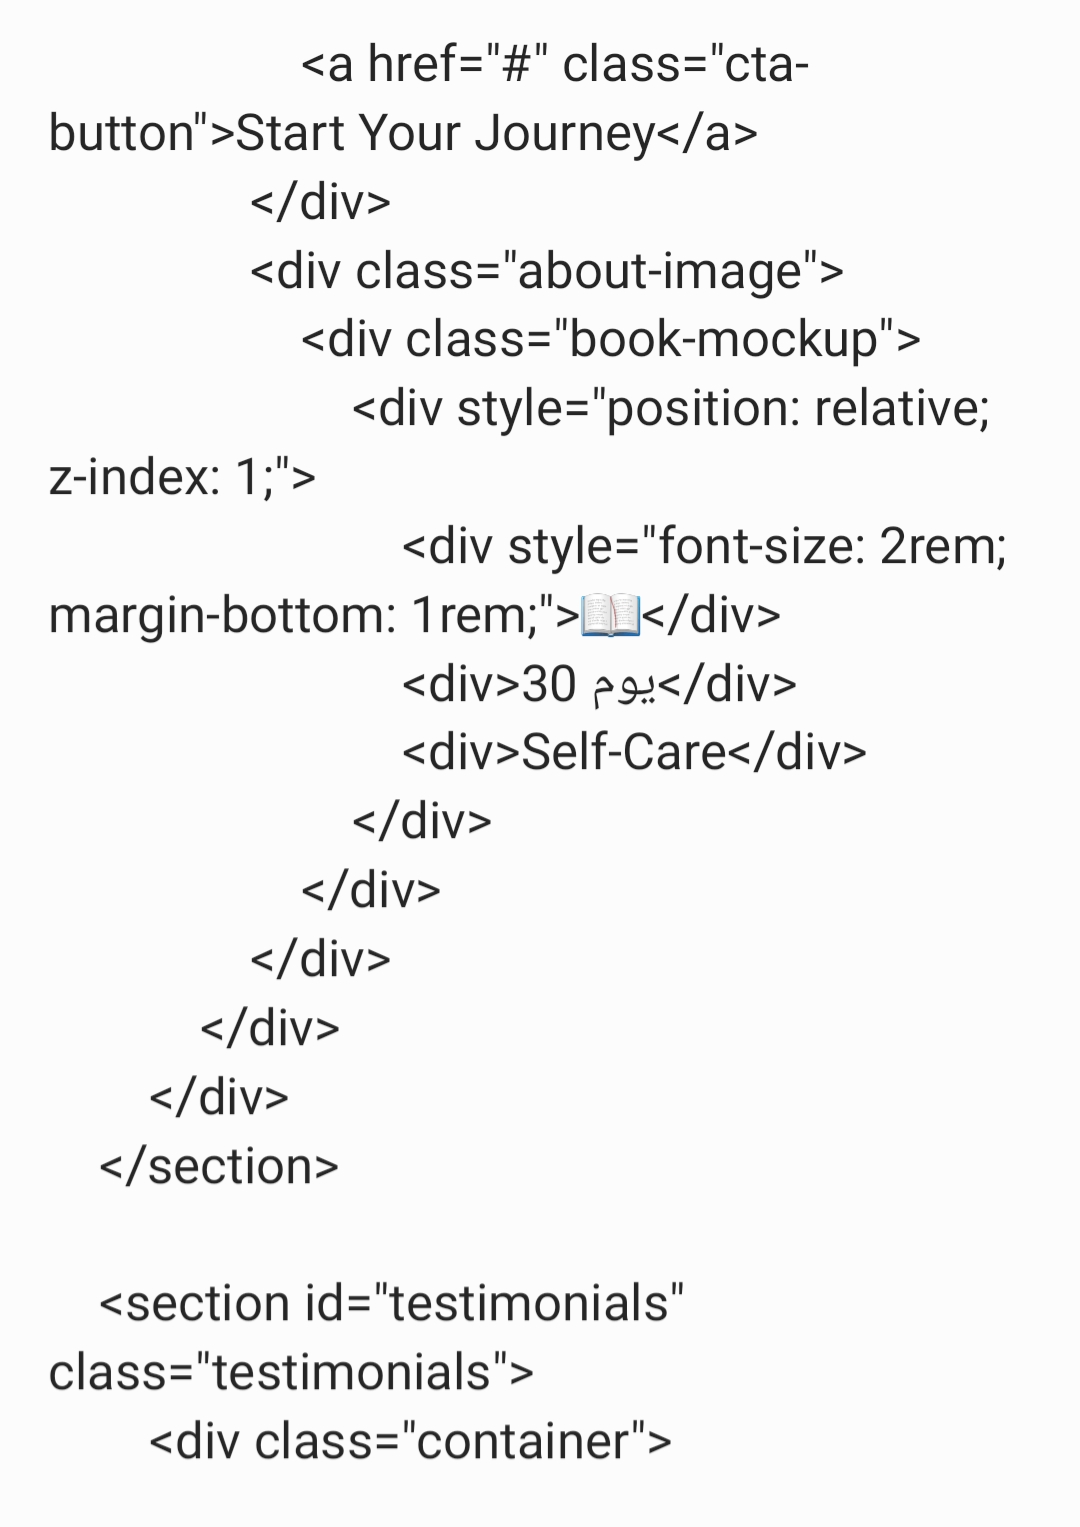 <a href="#" class="cta-
button">Start Your Journey</a>
</div>
<div class="about-image">
<div class="book-mockup">
<div style="position: relative;
z-index: 1;">
<div style="font-size: 2rem;
margin-bottom: 1rem;">📖</div>
<div>30 يوم</div>
<div>Self-Care</div>
</div>
</div>
</div>
</div>
</div>
</section>
<section id="testimonials"
class="testimonials">
<div class="container">